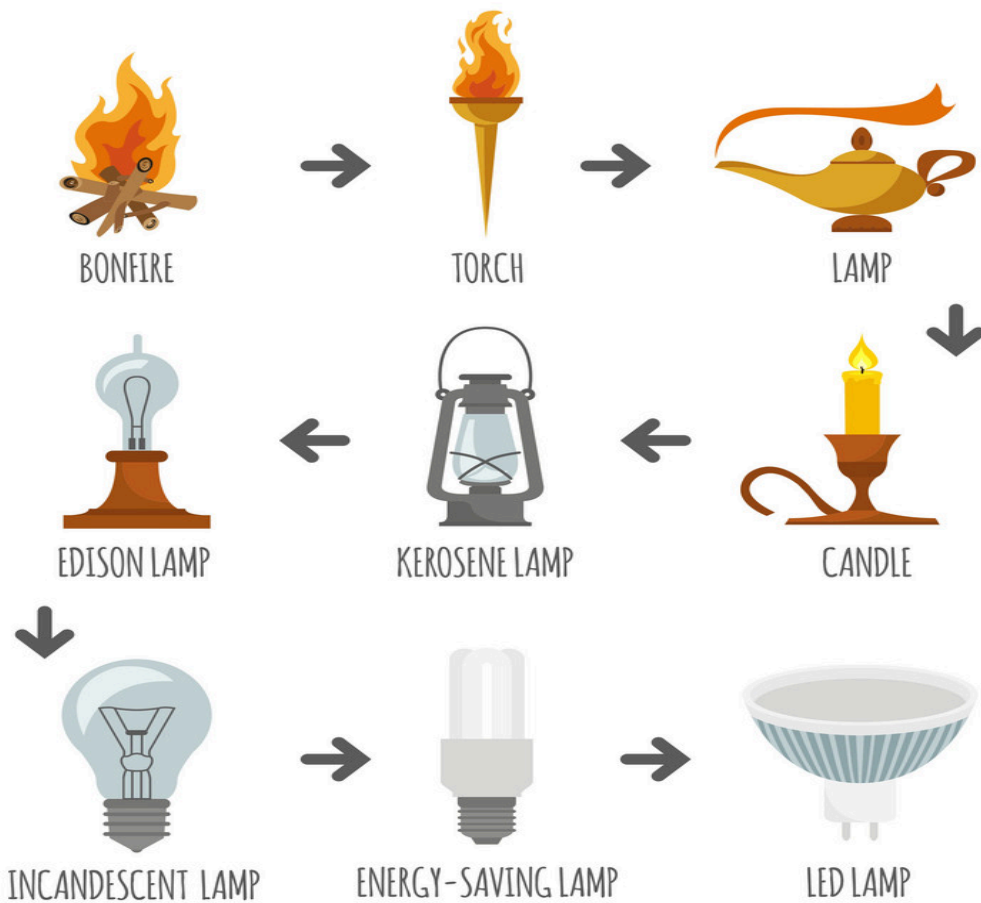 BONFIRE
TORCH
LAMP
EDISON LAMP
KEROSENE LAMP
CANDLE
INCANDESCENT LAMP
ENERGY-SAVING LAMP
LED LAMP